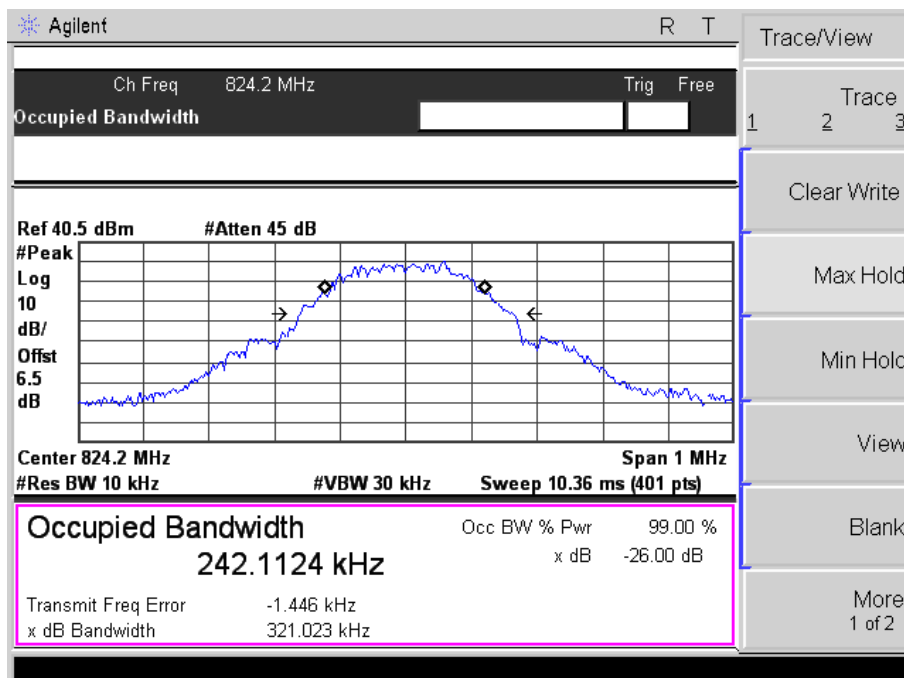 Agilent R T
Trace/View
Ch Freq 824.2 MHz Trig Free
Occupied Bandwidth
Trace
1 2 3
Clear Write
Ref 40.5 dBm #Atten 45 dB
#Peak
Log
10
dB/
Offst
6.5
dB
Max Hold
Min Hold
View
Center 824.2 MHz Span 1 MHz
#Res BW 10 kHz #VBW 30 kHz Sweep 10.36 ms (401 pts)
Occupied Bandwidth Occ BW % Pwr 99.00 %
242.1124 kHz x dB -26.00 dB
Blank
Transmit Freq Error -1.446 kHz
x dB Bandwidth 321.023 kHz
More
1 of 2